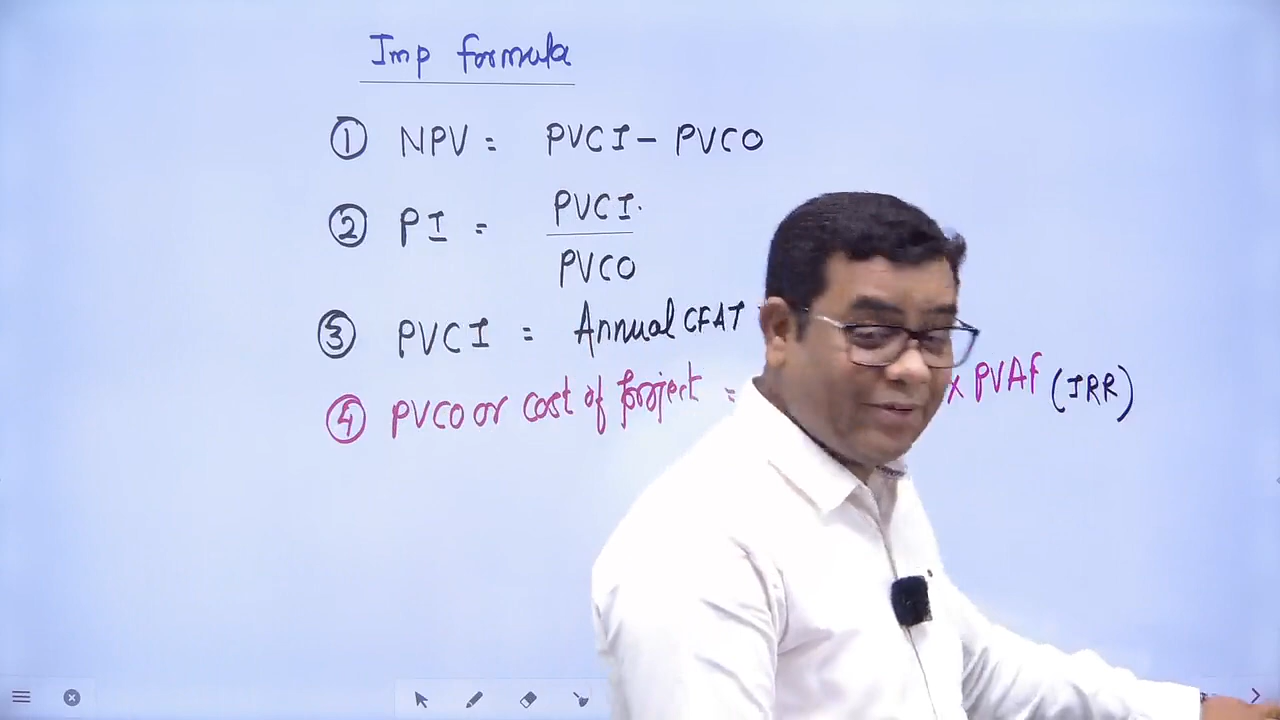 Imp formula
① NPV = PVCI - PVCO
② PI = PVCI
PVCO
③ PVCI = Annual CFAT
④ PVCO or cost of project = x PVAF (IRR)